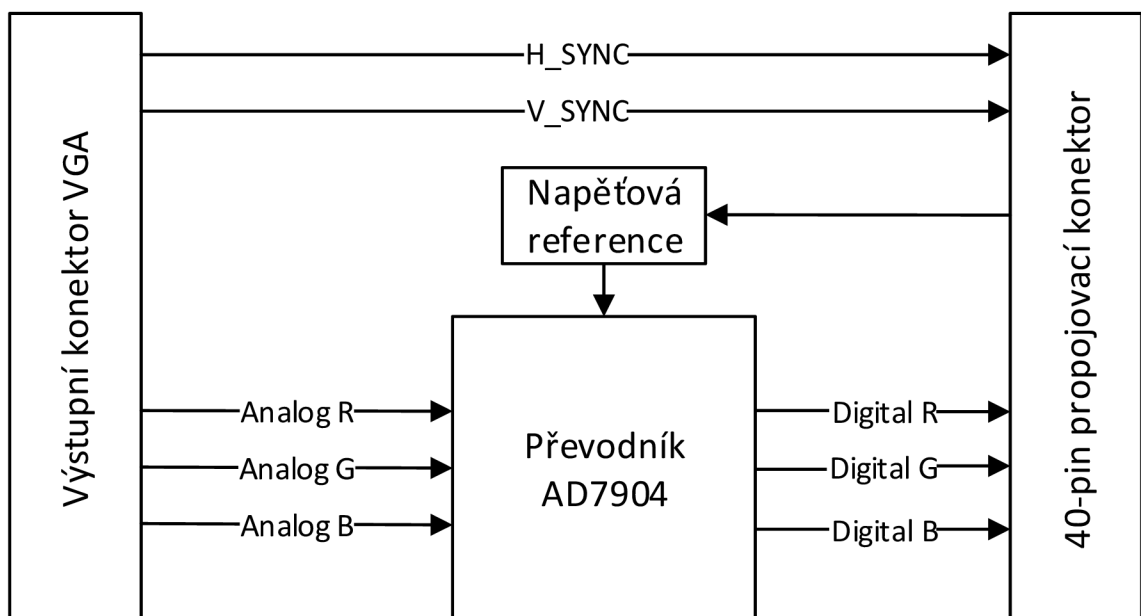 Výstupní konektor VGA
H_SYNC
V_SYNC
Napěťová
reference
Analog R
Analog G
Analog B
Převodník
AD7904
Digital R
Digital G
Digital B
40-pin propojovací konektor